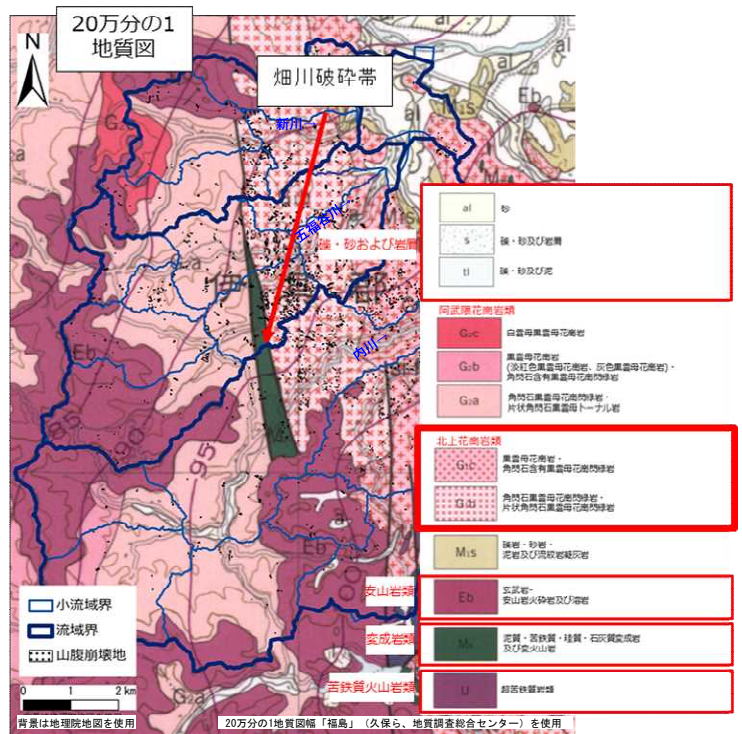 20万分の1
地質図
N
畑川破砕帯
新川
五福谷川
内川
礫・砂および岩屑
al
al
al
al
Eb
M₁s
G₂c
G₂a
伊
Eb
Eb
85
90
95
Eb
G₂a
al 砂
s 礫・砂及び岩屑
tl 礫・砂及び泥
阿武隈花崗岩類
G₂c 白雲母黒雲母花崗岩
G₂b 黒雲母花崗岩
(淡紅色黒雲母花崗岩、灰色黒雲母花崗岩)・
角閃石含有黒雲母花崗閃緑岩
G₂a 角閃石黒雲母花崗閃緑岩・
片状角閃石黒雲母トーナル岩
北上花崗岩類
G₁c 黒雲母花崗岩・
角閃石含有黒雲母花崗閃緑岩
G₁b 角閃石黒雲母花崗閃緑岩・
片状角閃石黒雲母花崗閃緑岩
M₁s 礫岩・砂岩・
泥岩及び流紋岩凝灰岩
安山岩類
Eb 玄武岩-
安山岩火砕岩及び溶岩
変成岩類
泥質・苦鉄質・珪質・石灰質変成岩
及び変火山岩
苦鉄質火山岩類
U 超苦鉄質岩類
小流域界
流域界
山腹崩壊地
0 1 2 km
背景は地理院地図を使用
20万分の1地質図幅「福島」（久保ら、地質調査総合センター）を使用